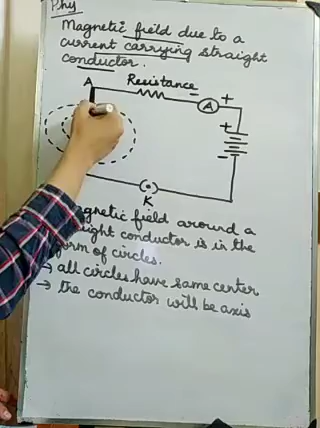 Phy
Magnetic field due to a
current carrying straight
conductor.
A Resistance
A +
+
-
K
gnetic field around a
ight conductor is in the
orm of circles.
→ all circles have same center
→ the conductor will be axis